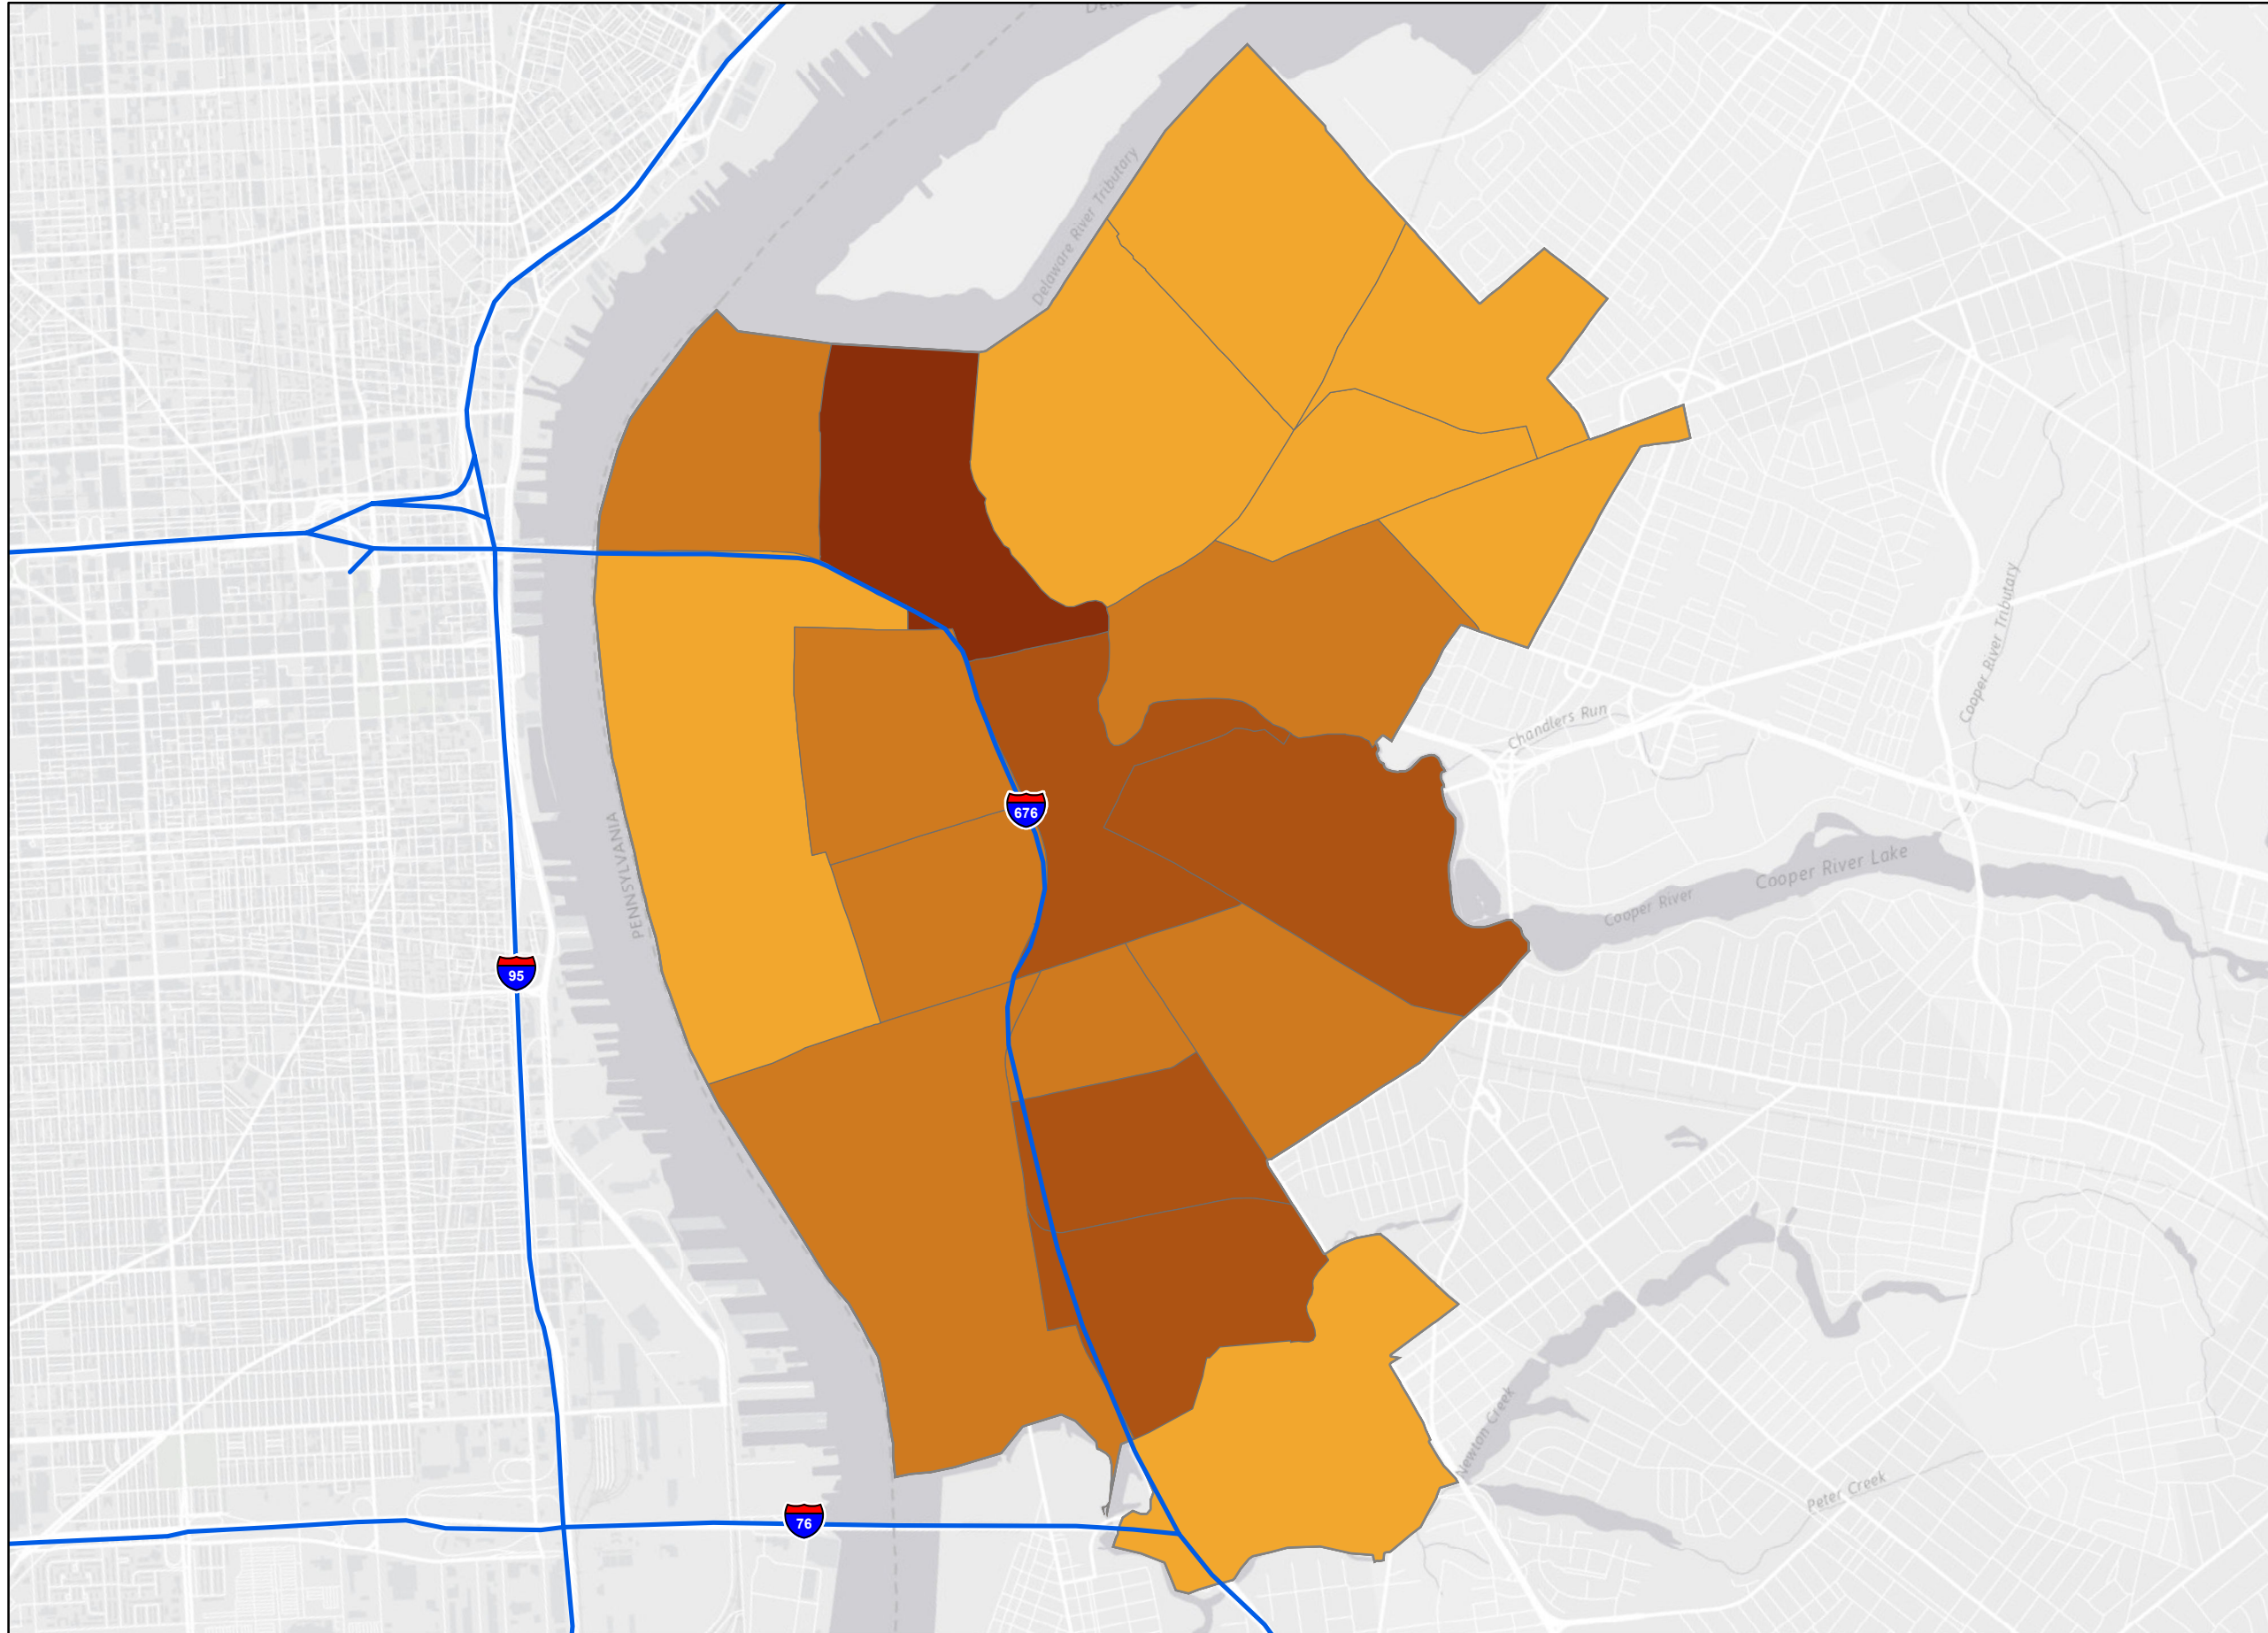 Delaware River Tributary
PENNSYLVANIA
Chandlers Run
Cooper River Tributary
676
Cooper River Lake
Cooper River
95
Newton Creek
Peter Creek
76